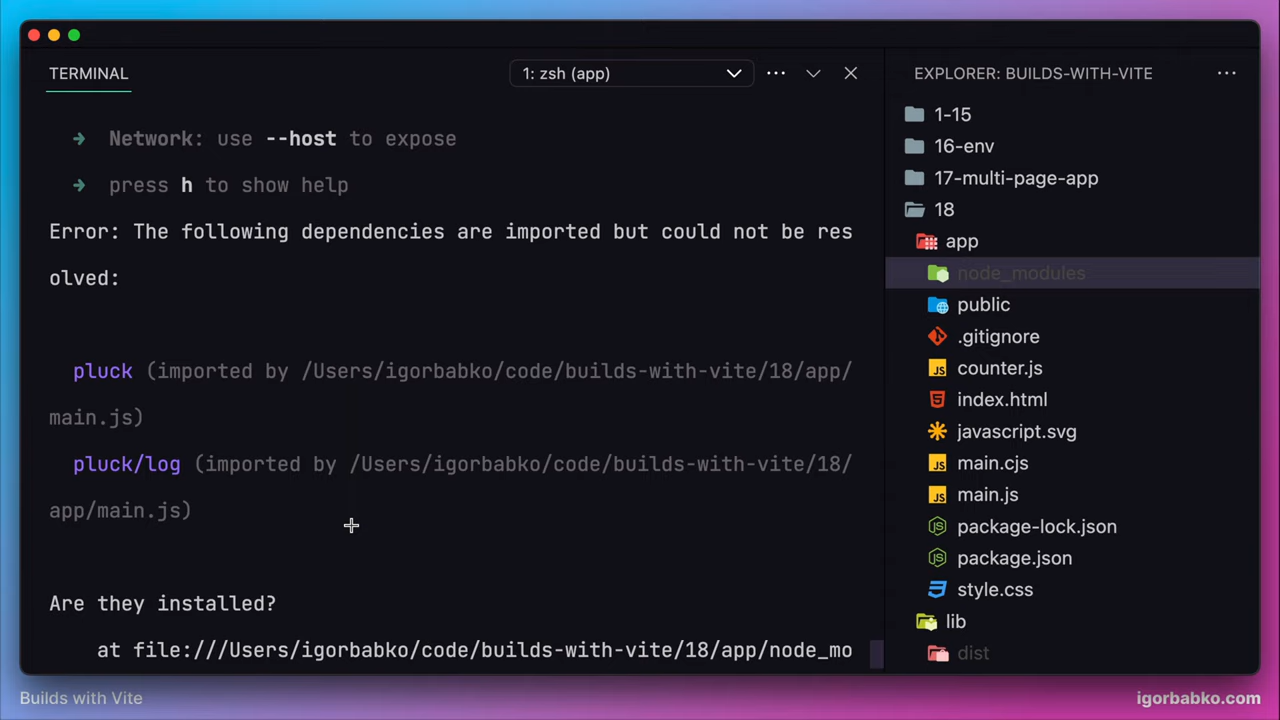 TERMINAL
1: zsh (app)
EXPLORER: BUILDS-WITH-VITE
➜ Network: use --host to expose
➜ press h to show help
Error: The following dependencies are imported but could not be res
olved:
pluck (imported by /Users/igorbabko/code/builds-with-vite/18/app/
main.js)
pluck/log (imported by /Users/igorbabko/code/builds-with-vite/18/
app/main.js)
Are they installed?
at file:///Users/igorbabko/code/builds-with-vite/18/app/node_mo
1-15
16-env
17-multi-page-app
18
app
node_modules
public
.gitignore
counter.js
index.html
javascript.svg
JS main.cjs
JS main.js
package-lock.json
package.json
style.css
lib
dist
Builds with Vite
igorbabko.com